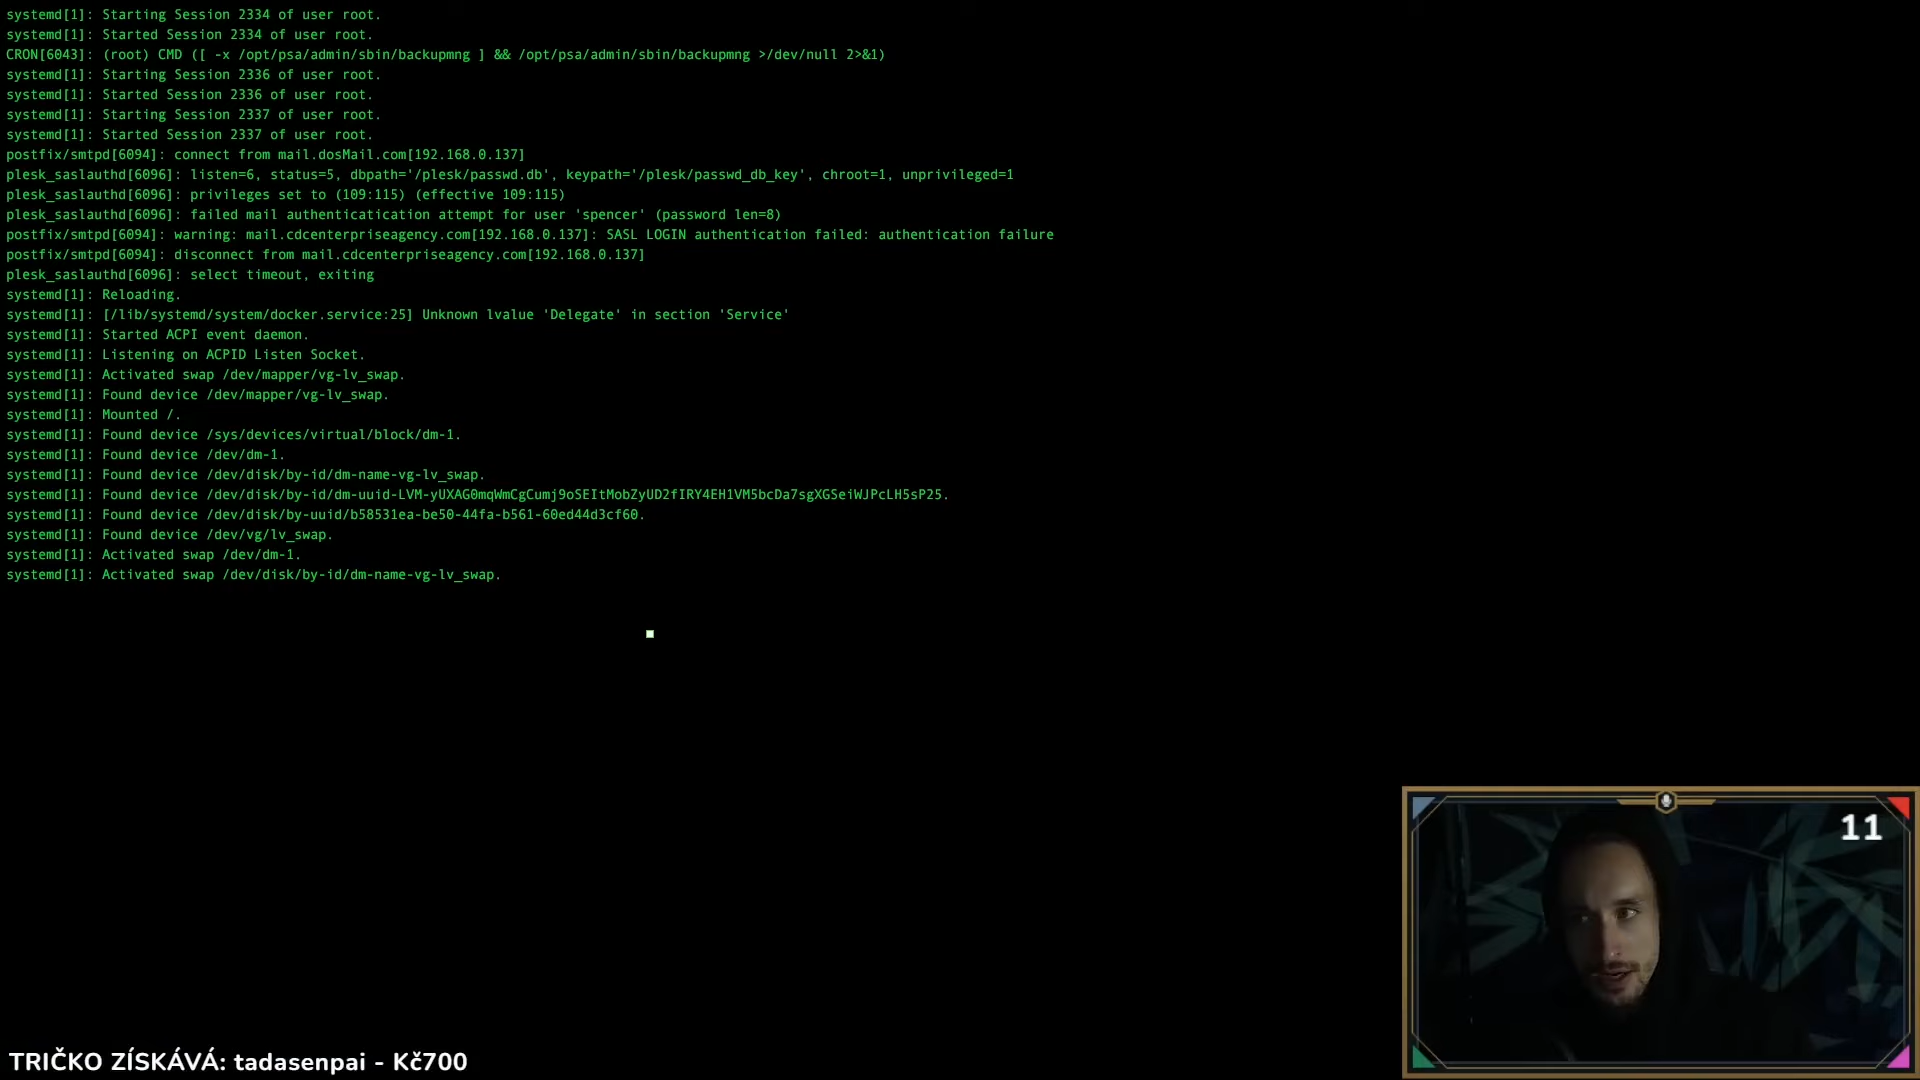 systemd[1]: Starting Session 2334 of user root.
systemd[1]: Started Session 2334 of user root.
CRON[6043]: (root) CMD ([ -x /opt/psa/admin/sbin/backupmng ] && /opt/psa/admin/sbin/backupmng >/dev/null 2>&1)
systemd[1]: Starting Session 2336 of user root.
systemd[1]: Started Session 2336 of user root.
systemd[1]: Starting Session 2337 of user root.
systemd[1]: Started Session 2337 of user root.
postfix/smtpd[6094]: connect from mail.dosMail.com[192.168.0.137]
plesk_saslauthd[6096]: listen=6, status=5, dbpath='/plesk/passwd.db', keypath='/plesk/passwd_db_key', chroot=1, unprivileged=1
plesk_saslauthd[6096]: privileges set to (109:115) (effective 109:115)
plesk_saslauthd[6096]: failed mail authenticatication attempt for user 'spencer' (password len=8)
postfix/smtpd[6094]: warning: mail.cdcenterpriseagency.com[192.168.0.137]: SASL LOGIN authentication failed: authentication failure
postfix/smtpd[6094]: disconnect from mail.cdcenterpriseagency.com[192.168.0.137]
plesk_saslauthd[6096]: select timeout, exiting
systemd[1]: Reloading.
systemd[1]: [/lib/systemd/system/docker.service:25] Unknown lvalue 'Delegate' in section 'Service'
systemd[1]: Started ACPI event daemon.
systemd[1]: Listening on ACPID Listen Socket.
systemd[1]: Activated swap /dev/mapper/vg-lv_swap.
systemd[1]: Found device /dev/mapper/vg-lv_swap.
systemd[1]: Mounted /.
systemd[1]: Found device /sys/devices/virtual/block/dm-1.
systemd[1]: Found device /dev/dm-1.
systemd[1]: Found device /dev/disk/by-id/dm-name-vg-lv_swap.
systemd[1]: Found device /dev/disk/by-id/dm-uuid-LVM-yUXAG0mqWmCgCumj9oSEItMobZyUD2fIRY4EH1VM5bcDa7sgXGSeiWJPcLH5sP25.
systemd[1]: Found device /dev/disk/by-uuid/b58531ea-be50-44fa-b561-60ed44d3cf60.
systemd[1]: Found device /dev/vg/lv_swap.
systemd[1]: Activated swap /dev/dm-1.
systemd[1]: Activated swap /dev/disk/by-id/dm-name-vg-lv_swap.
11
TRIČKO ZÍSKÁVÁ: tadasenpai - Kč700